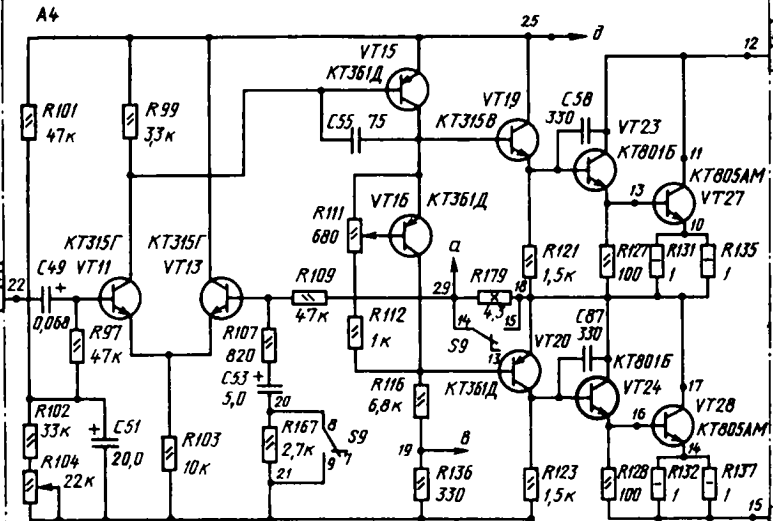 A4
25
д
12
VT15
КТ361Д
R101
47к
R99
3,3к
C55
75
VT19
КТ315В
C58
330
VT23
КТ801Б
11
КТ805АМ
VT27
13
10
VT16
КТ361Д
R111
680
КТ315Г
VT11
КТ315Г
VT13
22
C49
+
0,068
R109
47к
a
29
R179
4,3
18
14
15
S9
13
R121
1,5к
R127
100
R131
1
R135
1
R97
47к
R107
820
C53
+
5,0
20
R112
1к
VT20
КТ361Д
C87
330
КТ801Б
VT24
17
VT28
КТ805АМ
16
14
R116
6,8к
R102
33к
+
C51
20,0
R104
22к
R103
10к
R167
2,7к
21
8
S9
9
7
19
в
R136
330
R123
1,5к
R128
100
R132
1
R137
1
15